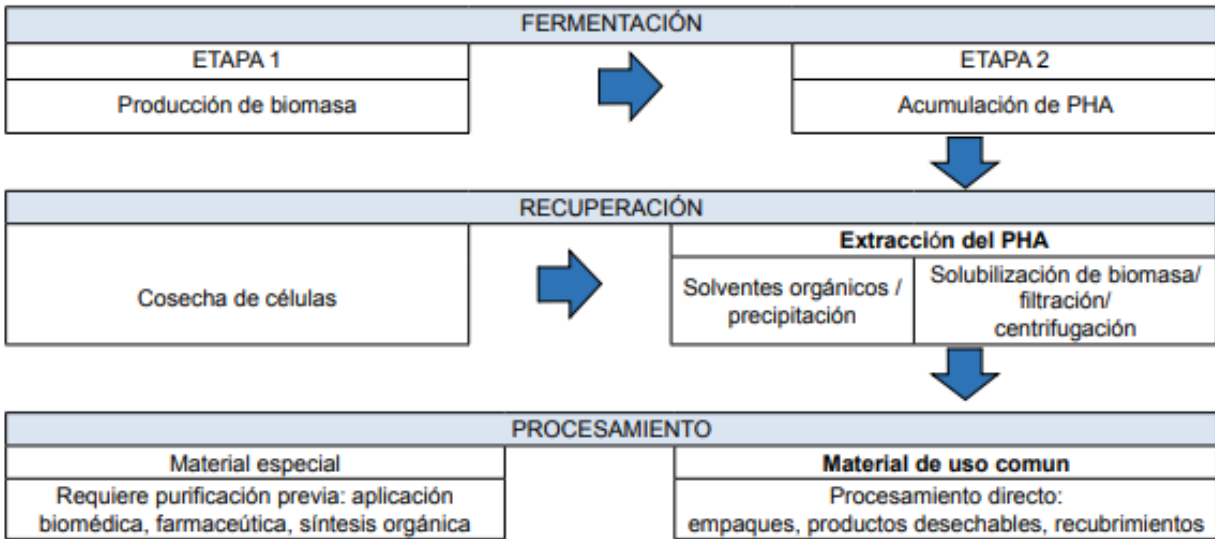 FERMENTACIÓN
ETAPA 1
ETAPA 2
Producción de biomasa
Acumulación de PHA
RECUPERACIÓN
Cosecha de células
Extracción del PHA
Solventes orgánicos /
precipitación
Solubilización de biomasa/
filtración/
centrifugación
PROCESAMIENTO
Material especial
Requiere purificación previa: aplicación
biomédica, farmaceútica, síntesis orgánica
Material de uso comun
Procesamiento directo:
empaques, productos desechables, recubrimientos